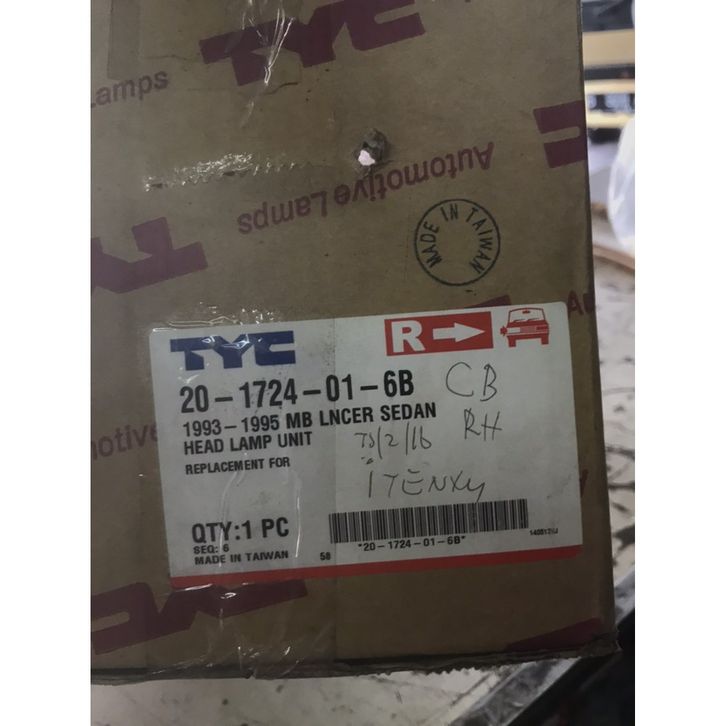 TYC
Lamps
Automotive Lamps
MADE IN TAIWAN
TYC
R
20-1724-01-6B
CB
1993-1995 MB LNCER SEDAN
RH
HEAD LAMP UNIT
REPLACEMENT FOR
QTY:1 PC
SEQ: 6
MADE IN TAIWAN
58
*20-1724-01-6B*